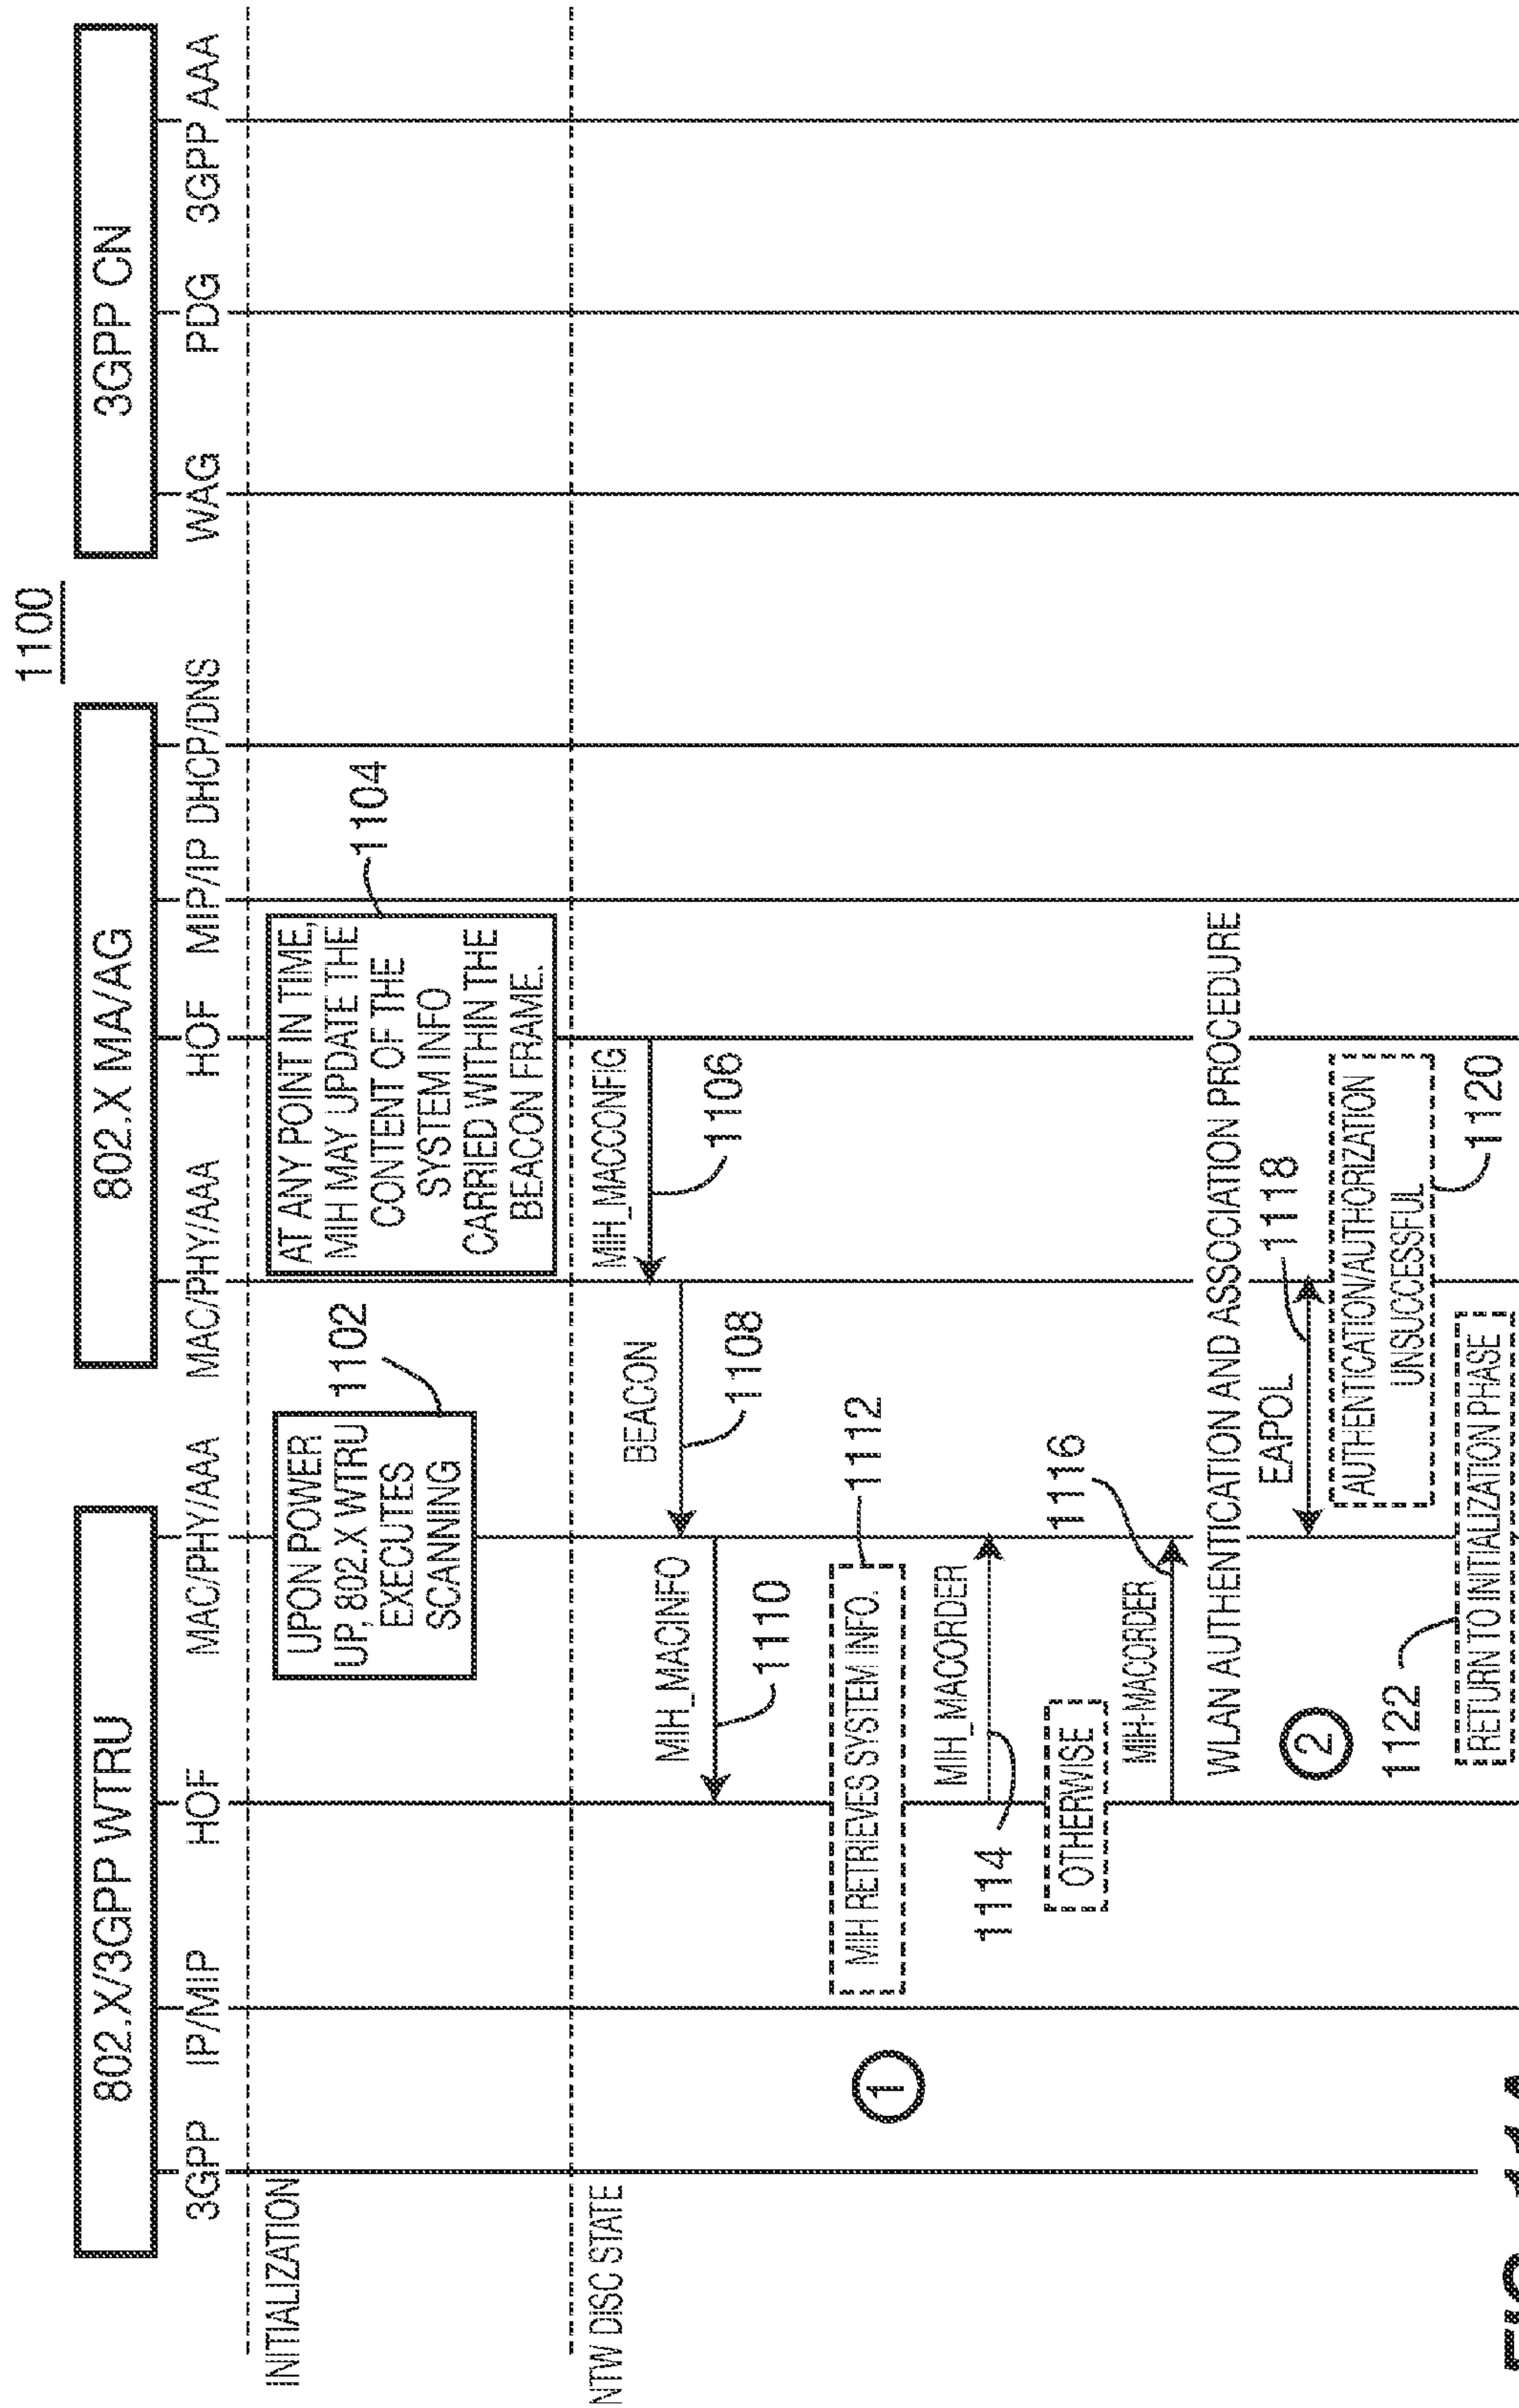 1100
802.X/3GPP WTRU
802.X MA/AG
3GPP CN
3GPP
IP/MIP
HOF
MAC/PHY/AAA
MAC/PHY/AAA
HOF
MIP/IP
DHCP/DNS
WAG
PDG
3GPP AAA
INITIALIZATION
UPON POWER
UP, 802.X WTRU
EXECUTES
SCANNING
1102
AT ANY POINT IN TIME,
MIH MAY UPDATE THE
CONTENT OF THE
SYSTEM INFO
CARRIED WITHIN THE
BEACON FRAME.
1104
NTW DISC STATE
MIH_MACCONFIG
1106
BEACON
1108
MIH_MACINFO
1110
1
MIH RETRIEVES SYSTEM INFO.
1112
MIH_MACORDER
1114
OTHERWISE
MIH-MACORDER
1116
WLAN AUTHENTICATION AND ASSOCIATION PROCEDURE
2
EAPOL
1118
AUTHENTICATION/AUTHORIZATION
UNSUCCESSFUL
1120
1122
RETURN TO INITIALIZATION PHASE